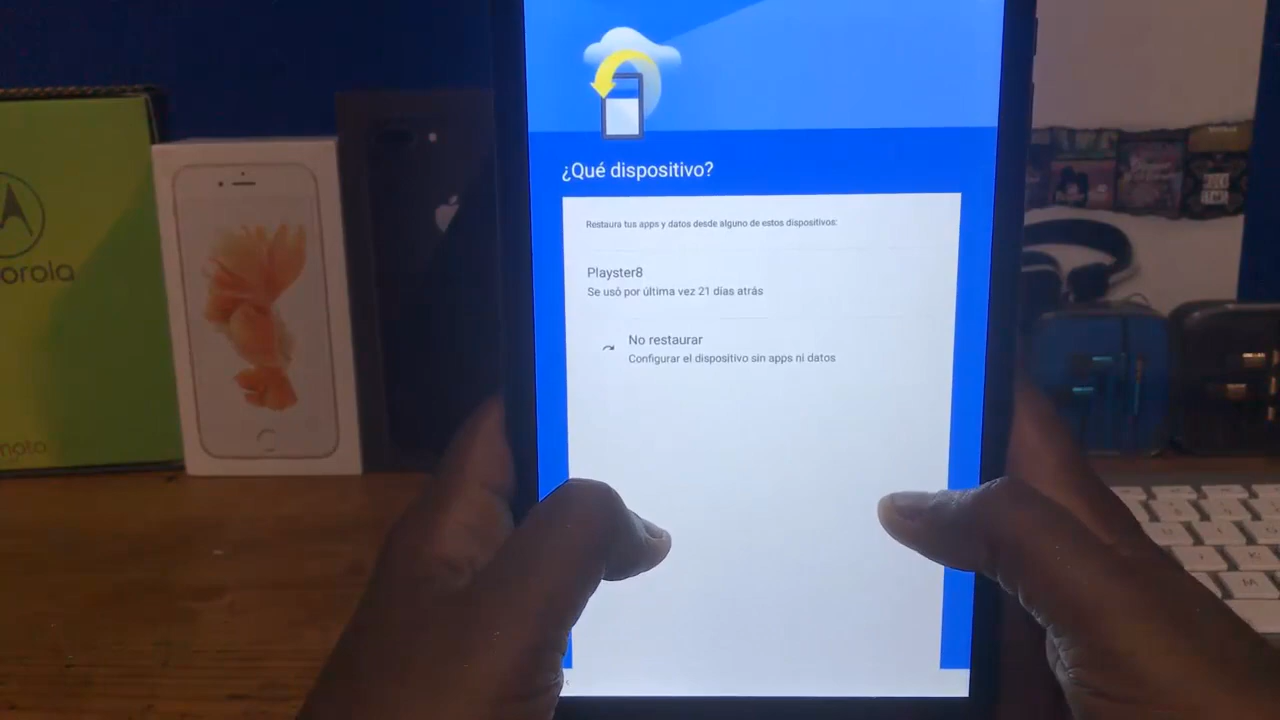 ¿Qué dispositivo?
Restaura tus apps y datos desde alguno de estos dispositivos:
Playster8
Se usó por última vez 21 días atrás
No restaurar
Configurar el dispositivo sin apps ni datos
orola
moto